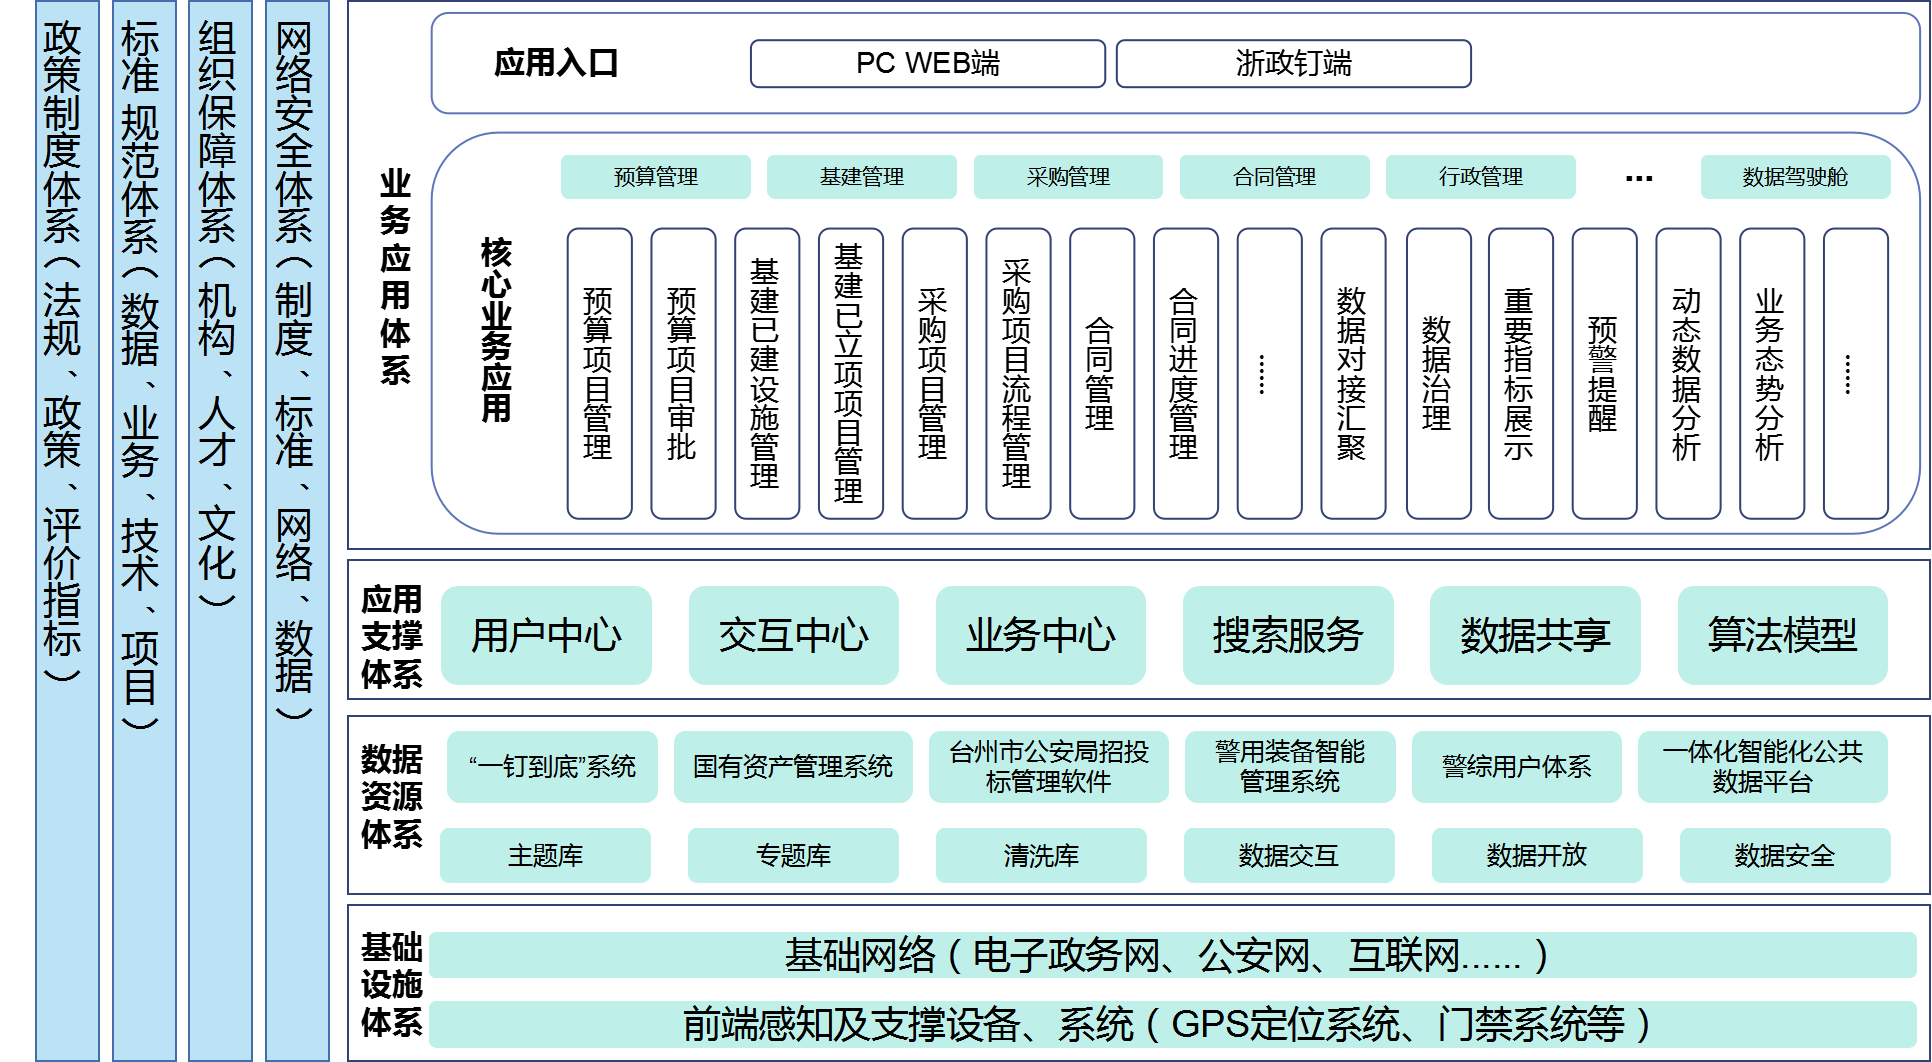 政策制度体系（法规、政策、评价指标）
标准 规范体系（数据、业务、技术、项目）
组织保障体系（机构、人才、文化）
网络安全体系（制度、标准、网络、数据）
业务应用体系
应用入口
PC WEB端
浙政钉端
核心业务应用
预算管理
基建管理
采购管理
合同管理
行政管理
...
数据驾驶舱
预算项目管理
预算项目审批
基建已建设施管理
基建已立项项目管理
采购项目管理
采购项目流程管理
合同管理
合同进度管理
......
数据对接汇聚
数据治理
重要指标展示
预警提醒
动态数据分析
业务态势分析
......
应用
支撑
体系
用户中心
交互中心
业务中心
搜索服务
数据共享
算法模型
数据
资源
体系
“一钉到底”系统
国有资产管理系统
台州市公安局招投
标管理软件
警用装备智能
管理系统
警综用户体系
一体化智能化公共
数据平台
主题库
专题库
清洗库
数据交互
数据开放
数据安全
基础
设施
体系
基础网络（电子政务网、公安网、互联网......）
前端感知及支撑设备、系统（GPS定位系统、门禁系统等）